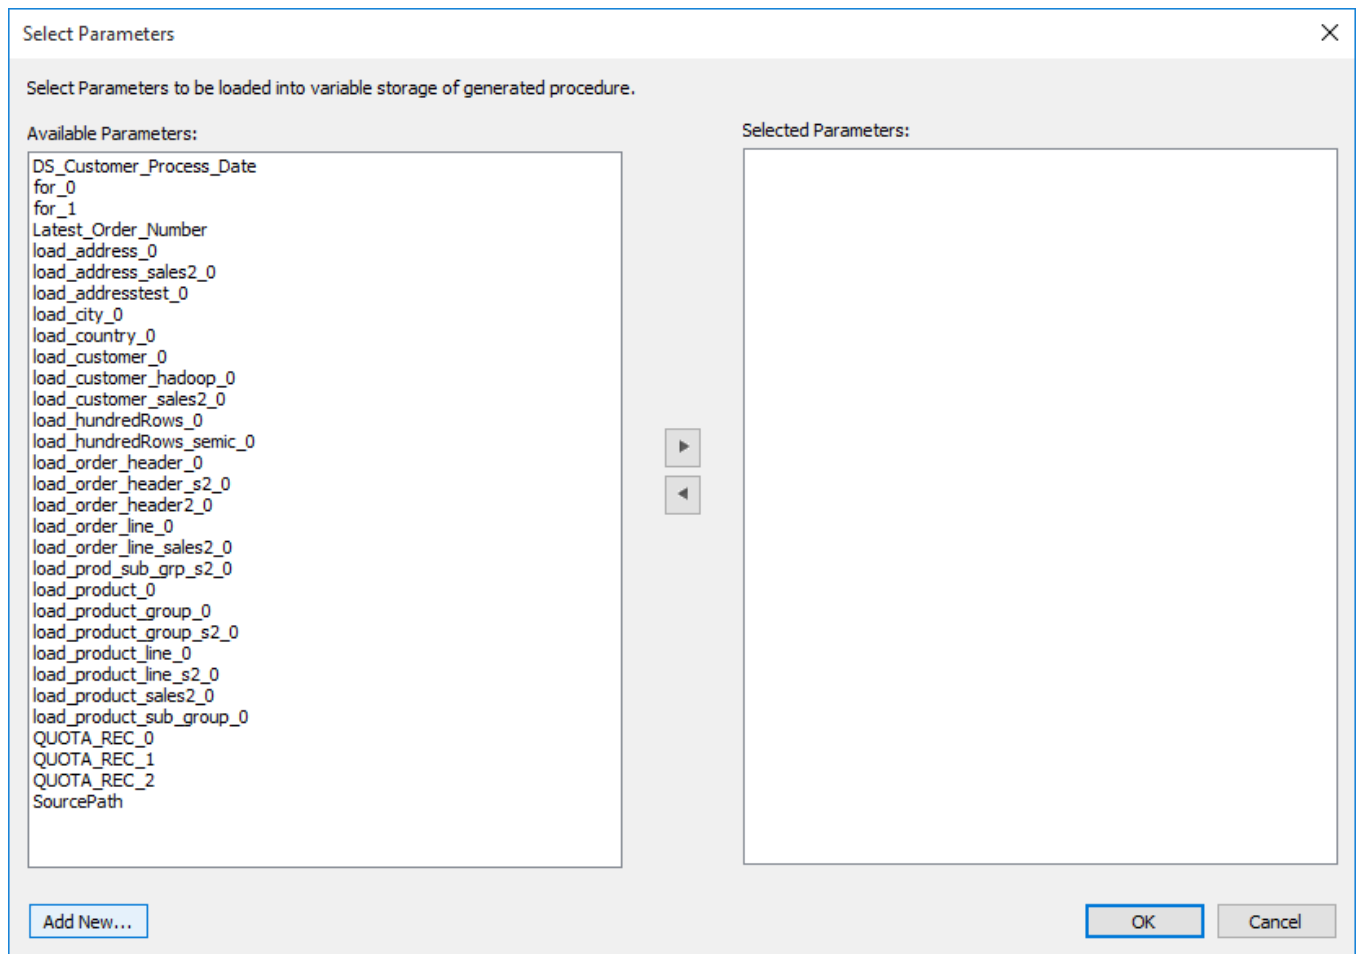 Select Parameters
Select Parameters to be loaded into variable storage of generated procedure.
Available Parameters:
DS_Customer_Process_Date
for_0
for_1
Latest_Order_Number
load_address_0
load_address_sales2_0
load_addresstest_0
load_city_0
load_country_0
load_customer_0
load_customer_hadoop_0
load_customer_sales2_0
load_hundredRows_0
load_hundredRows_semic_0
load_order_header_0
load_order_header_s2_0
load_order_header2_0
load_order_line_0
load_order_line_sales2_0
load_prod_sub_grp_s2_0
load_product_0
load_product_group_0
load_product_group_s2_0
load_product_line_0
load_product_line_s2_0
load_product_sales2_0
load_product_sub_group_0
QUOTA_REC_0
QUOTA_REC_1
QUOTA_REC_2
SourcePath
Selected Parameters:
Add New...
OK
Cancel